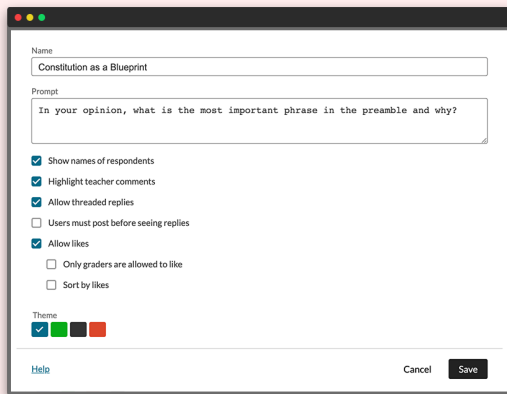 Name
Constitution as a Blueprint
Prompt
In your opinion, what is the most important phrase in the preamble and why?
Show names of respondents
Highlight teacher comments
Allow threaded replies
Users must post before seeing replies
Allow likes
Only graders are allowed to like
Sort by likes
Theme
Help Cancel Save